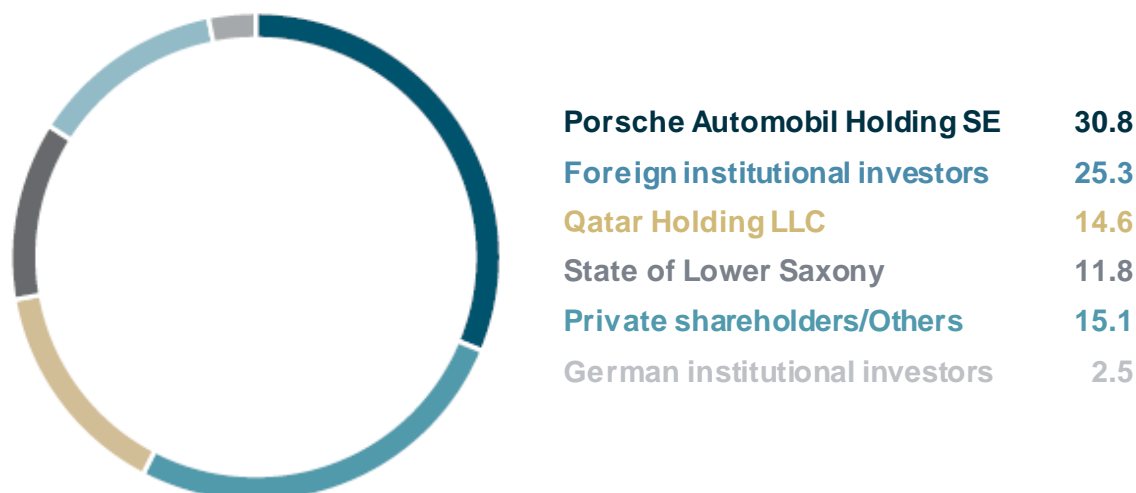 Porsche Automobil Holding SE 30.8
Foreign institutional investors 25.3
Qatar Holding LLC 14.6
State of Lower Saxony 11.8
Private shareholders/Others 15.1
German institutional investors 2.5